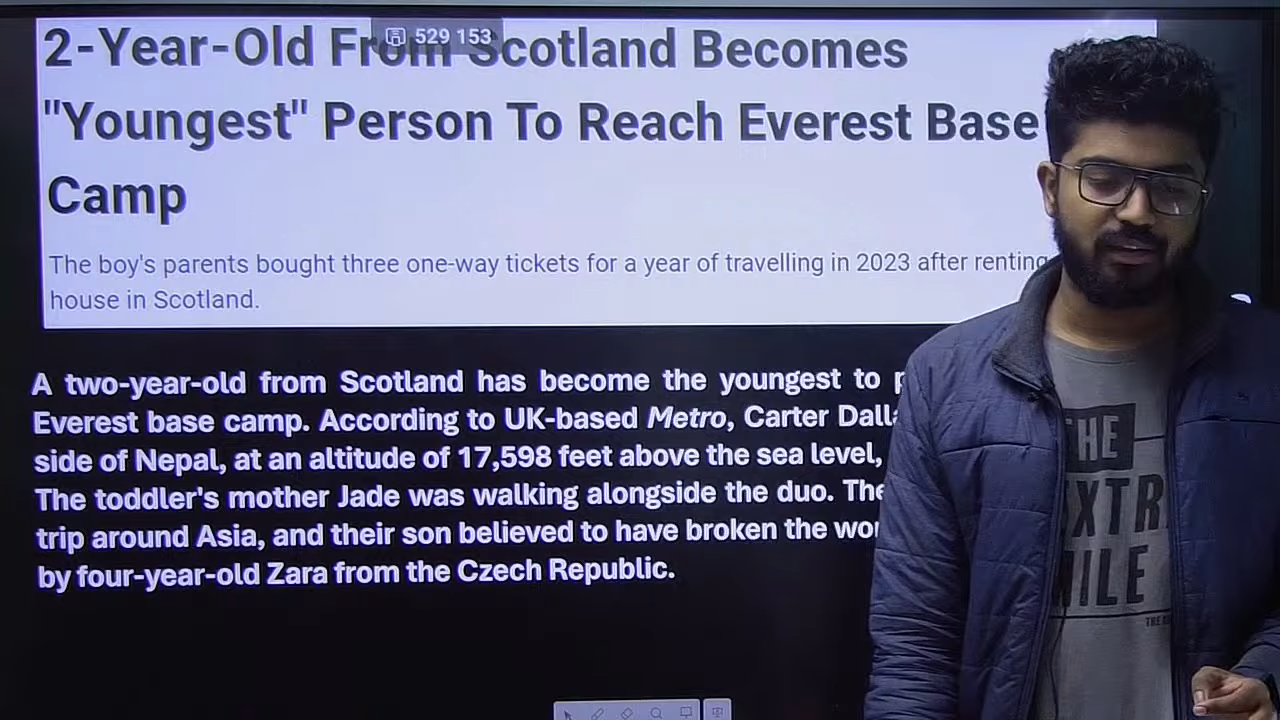 2-Year-Old From Scotland Becomes
529 153
"Youngest" Person To Reach Everest Base
Camp
The boy's parents bought three one-way tickets for a year of travelling in 2023 after renting
house in Scotland.
A two-year-old from Scotland has become the youngest to
Everest base camp. According to UK-based Metro, Carter
side of Nepal, at an altitude of 17,598 feet above the sea level,
The toddler's mother Jade was walking alongside the duo. The
trip around Asia, and their son believed to have broken the
by four-year-old Zara from the Czech Republic.
THE